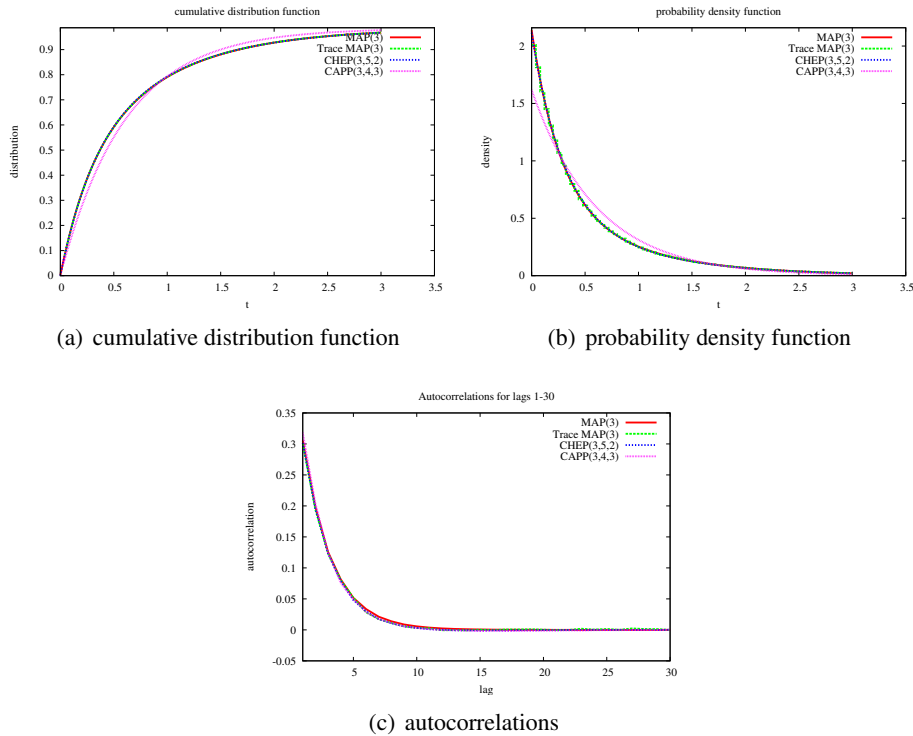 cumulative distribution function
MAP(3)
Trace MAP(3)
CHEP(3,5,2)
CAPP(3,4,3)
0.9
0.8
0.7
0.6
0.5
0.4
0.3
0.2
0.1
0
distribution
0 0.5 1 1.5 2 2.5 3 3.5
t
(a) cumulative distribution function
probability density function
MAP(3)
Trace MAP(3)
CHEP(3,5,2)
CAPP(3,4,3)
2
1.5
1
0.5
0
density
0 0.5 1 1.5 2 2.5 3 3.5
t
(b) probability density function
Autocorrelations for lags 1-30
MAP(3)
Trace MAP(3)
CHEP(3,5,2)
CAPP(3,4,3)
0.35
0.3
0.25
0.2
0.15
0.1
0.05
0
-0.05
autocorrelation
5 10 15 20 25 30
lag
(c) autocorrelations